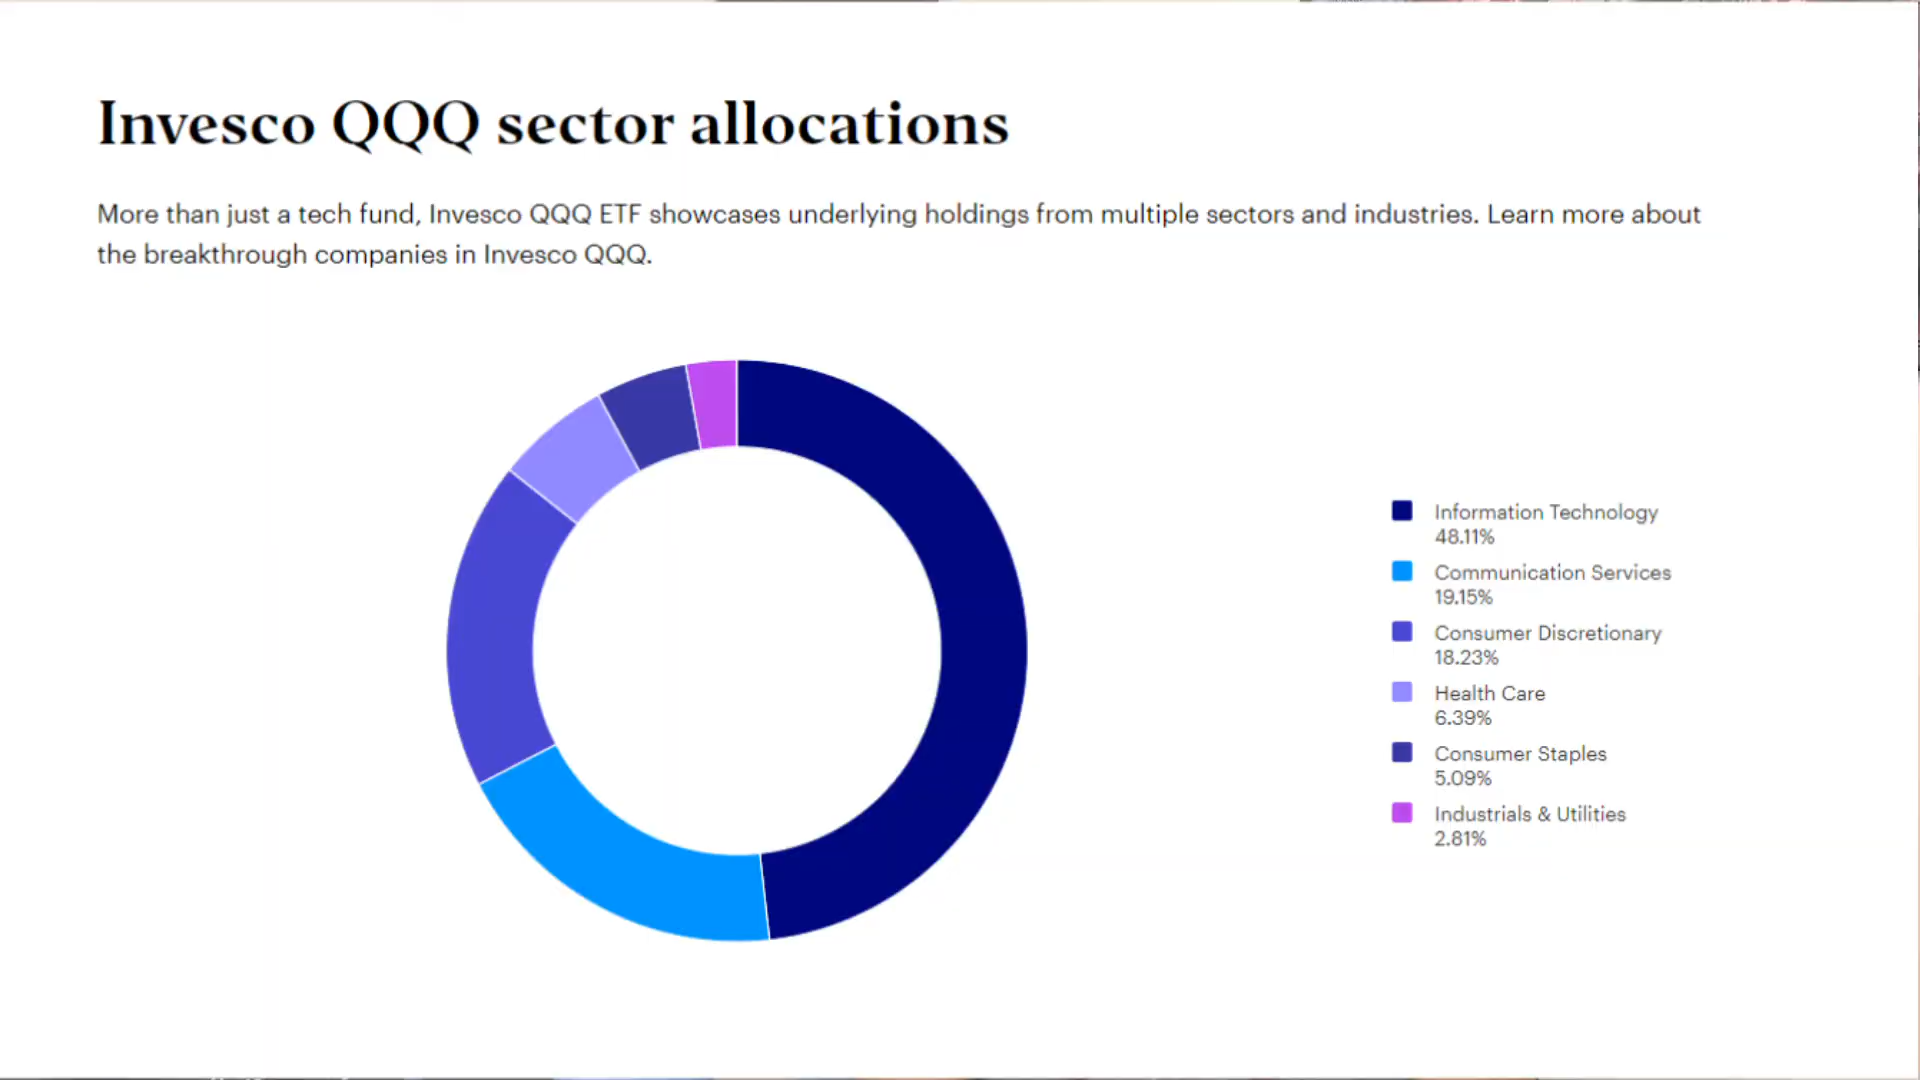 Invesco QQQ sector allocations
More than just a tech fund, Invesco QQQ ETF showcases underlying holdings from multiple sectors and industries. Learn more about
the breakthrough companies in Invesco QQQ.
Information Technology
48.11%
Communication Services
19.15%
Consumer Discretionary
18.23%
Health Care
6.39%
Consumer Staples
5.09%
Industrials & Utilities
2.81%